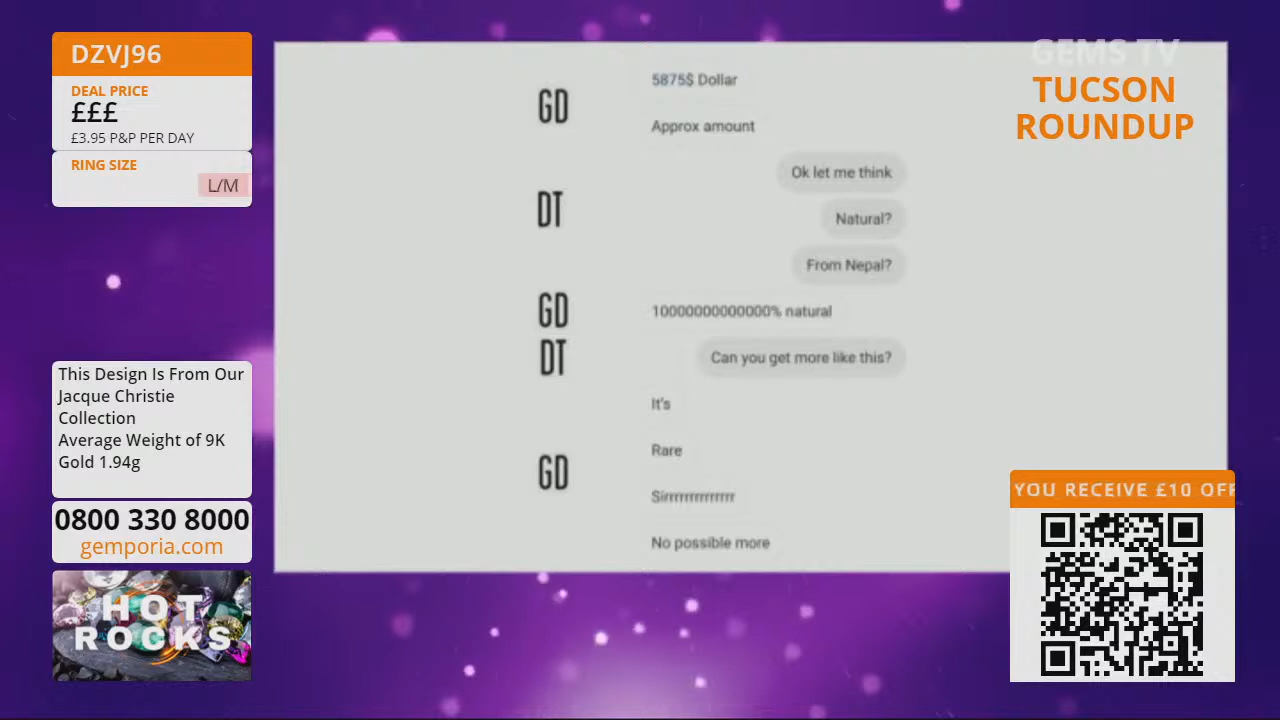 DZVJ96
DEAL PRICE
£££
£3.95 P&P PER DAY
RING SIZE
L/M
This Design Is From Our
Jacque Christie
Collection
Average Weight of 9K
Gold 1.94g
0800 330 8000
gemporia.com
HOT
ROCKS
GD
5875$ Dollar
Approx amount
DT
Ok let me think
Natural?
From Nepal?
GD
10000000000000% natural
DT
Can you get more like this?
GD
It's
Rare
Sirrrrrrrrrrrrr
No possible more
GEMS TV
TUCSON
ROUNDUP
YOU RECEIVE £10 OFF